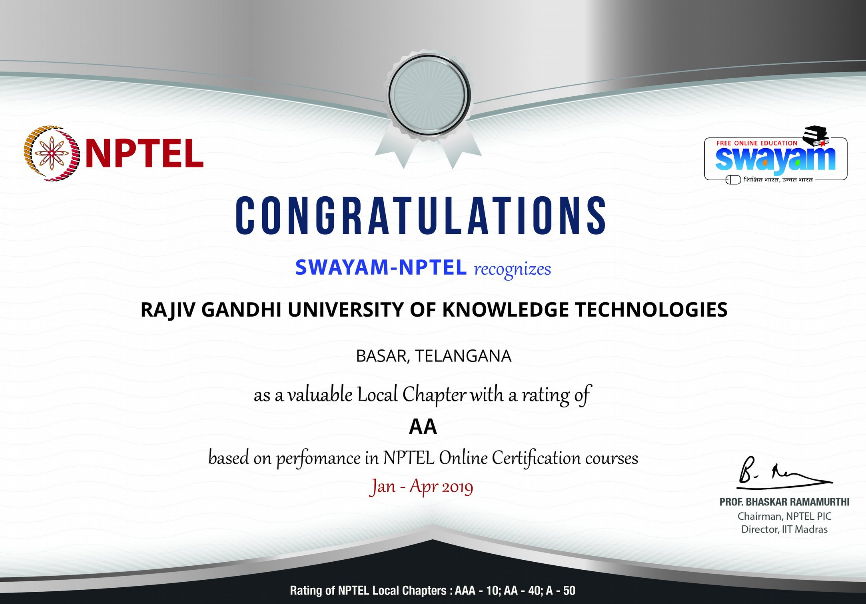 NPTEL
FREE ONLINE EDUCATION
swayam
शिक्षित भारत, उन्नत भारत
CONGRATULATIONS
SWAYAM-NPTEL recognizes
RAJIV GANDHI UNIVERSITY OF KNOWLEDGE TECHNOLOGIES
BASAR, TELANGANA
as a valuable Local Chapter with a rating of
AA
based on perfomance in NPTEL Online Certification courses
Jan - Apr 2019
PROF. BHASKAR RAMAMURTHI
Chairman, NPTEL PIC
Director, IIT Madras
Rating of NPTEL Local Chapters : AAA - 10; AA - 40; A - 50